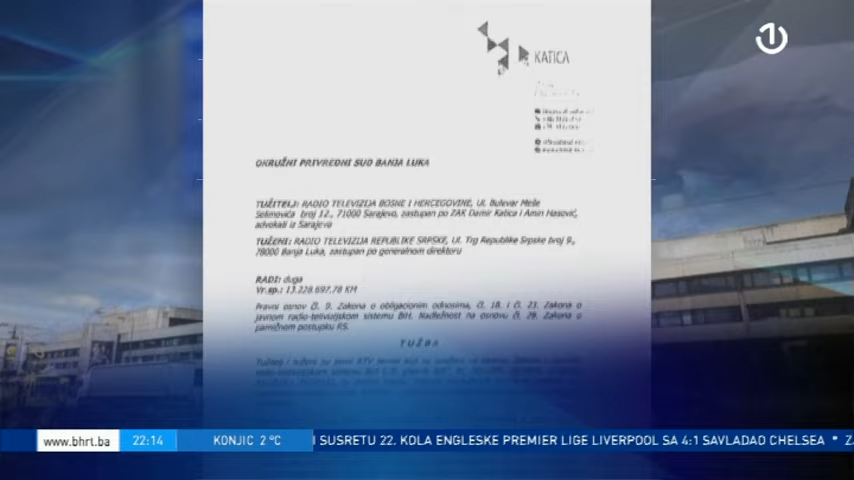 KATICA
OKRUŽNI PRIVREDNI SUD BANJA LUKA
TUŽITELJ: RADIO TELEVIZIJA BOSNE I HERCEGOVINE, Ul. Bulevar Meše
Selimovića broj 12., 71000 Sarajevo, zastupan po ZAK Damir Katica i Amin Hasović,
advokati iz Sarajeva
TUŽENI: RADIO TELEVIZIJA REPUBLIKE SRPSKE, Ul. Trg Republike Srpske broj 9.,
78000 Banja Luka, zastupan po generalnom direktoru
RADI: duga
Vr.sp.: 13.228.697,78 KM
Pravni osnov čl. 9. Zakona o obligacionim odnosima, čl. 18. i čl. 23. Zakona o
javnom radio-televizijskom sistemu BiH. Nadležnost na osnovu čl. 28. Zakona o
parničnom postupku RS.
T U Ž B A
www.bhrt.ba 22:14 KONJIC 2 °C I SUSRETU 22. KOLA ENGLESKE PREMIER LIGE LIVERPOOL SA 4:1 SAVLADAO CHELSEA * Z